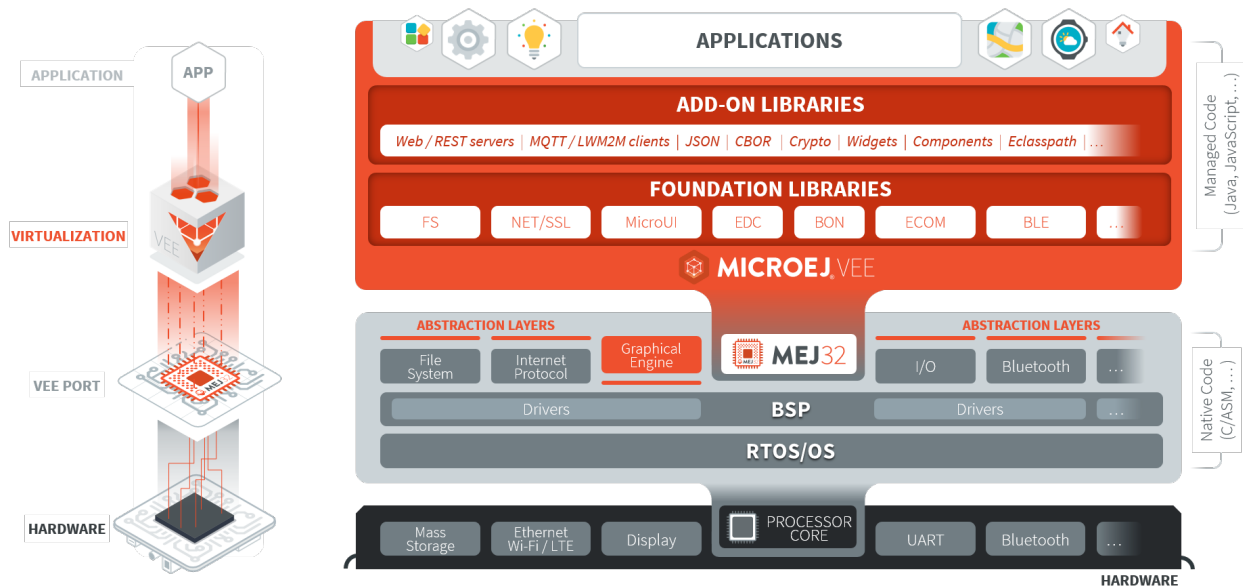 APPLICATION
APP
VIRTUALIZATION
VEE
VEE PORT
MEJ
HARDWARE
APPLICATIONS
ADD-ON LIBRARIES
Web / REST servers | MQTT / LWM2M clients | JSON | CBOR | Crypto | Widgets | Components | Eclasspath | ...
FOUNDATION LIBRARIES
FS NET/SSL MicroUI EDC BON ECOM BLE ...
MICROEJ® VEE
Managed Code
(Java, JavaScript, ...)
ABSTRACTION LAYERS
ABSTRACTION LAYERS
File
System
Internet
Protocol
Graphical
Engine
MEJ
MEJ32
I/O
Bluetooth
...
Drivers
BSP
Drivers
...
RTOS/OS
Native Code
(C/ASM, ...)
Mass
Storage
Ethernet
Wi-Fi / LTE
Display
PROCESSOR
CORE
UART
Bluetooth
...
HARDWARE